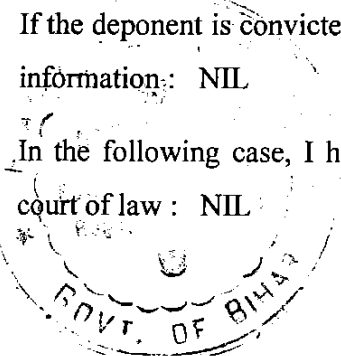 If the deponent is convicte
information : NIL
In the following case, I h
court of law : NIL
GOVT. OF BIHAR